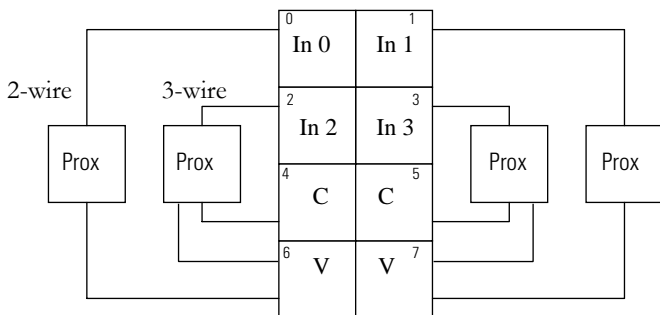 0 1
In 0 In 1
2-wire 3-wire
2 3
In 2 In 3
Prox Prox Prox Prox
4 5
C C
6 7
V V